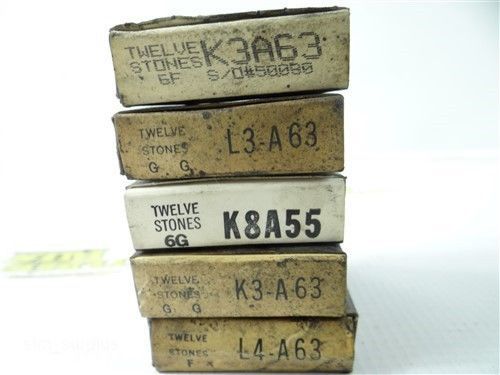 TWELVE K3A63
STONES
6F S/O#50080
TWELVE L3-A63
STONES
G G
TWELVE
STONES K8A55
6G
TWELVE
STONES K3-A63
G G
TWELVE
STONES L4-A63
F